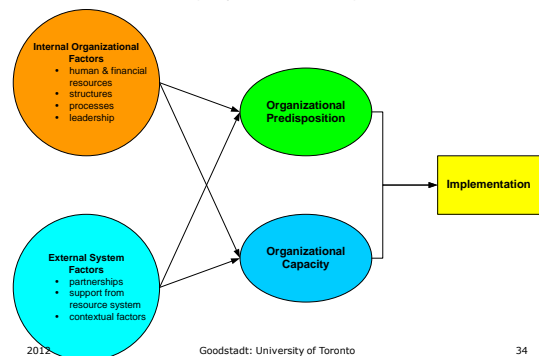 Internal Organizational
Factors
• human & financial
resources
• structures
• processes
• leadership
Organizational
Predisposition
Implementation
Organizational
Capacity
External System
Factors
• partnerships
• support from
resource system
• contextual factors
2012
Goodstadt: University of Toronto
34